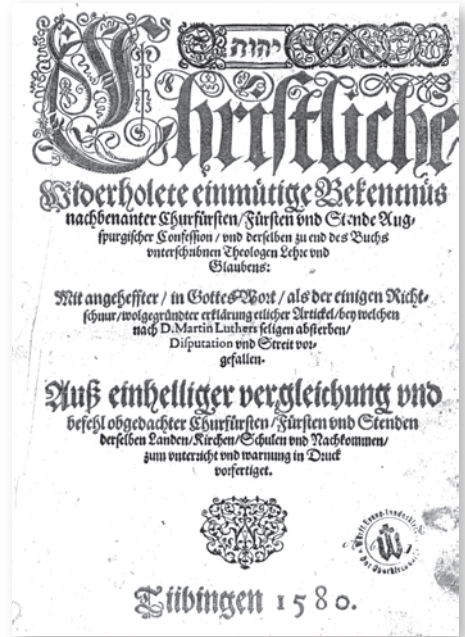 יהוה
Christliche
Widerholete einmütige Bekentnüs
nachbenanter Churfürsten/Fürsten vnd Stende Aug-
spurgischer Confession/vnd derselben zu end des Buchs
vnterschribnen Theologen Lehre vnd
Glaubens:
Mit angeheffter/in Gottes Wort/als der einigen Richt-
schnur/wolgegründter erklärung etlicher Artickel/bey welchen
nach D. Martin Luthers seligen absterben/
Disputation vnd Streit vor-
gefallen.
Auß einhelliger vergleichung vnd
befehl obgedachter Churfürsten/Fürsten vnd Stenden
derselben Landen/Kirchen/Schulen vnd Nachkommen/
zum vnterricht vnd warnung in Druck
vorfertiget.
Tübingen 1580.